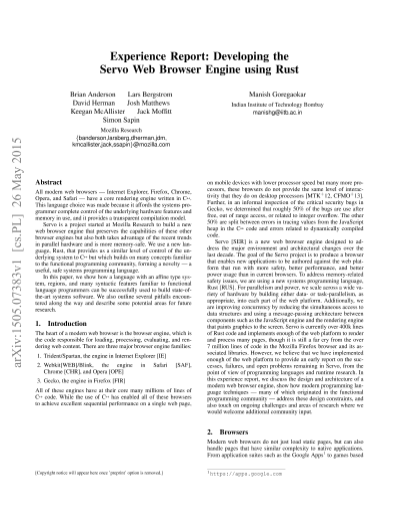 Experience Report: Developing the
Servo Web Browser Engine using Rust
Brian Anderson Lars Bergstrom
David Herman Josh Matthews
Keegan McAllister Jack Moffitt
Simon Sapin
Mozilla Research
{banderson,larsberg,dherman,jdm,
kmcallister,jack,ssapin}@mozilla.com
Manish Goregaokar
Indian Institute of Technology Bombay
manishg@iitb.ac.in
arXiv:1505.07383v1 [cs.PL] 26 May 2015
Abstract
All modern web browsers — Internet Explorer, Firefox, Chrome,
Opera, and Safari — have a core rendering engine written in C++.
This language choice was made because it affords the systems pro-
grammer complete control of the underlying hardware features and
memory in use, and it provides a transparent compilation model.
Servo is a project started at Mozilla Research to build a new
web browser engine that preserves the capabilities of these other
browser engines but also both takes advantage of the recent trends
in parallel hardware and is more memory-safe. We use a new lan-
guage, Rust, that provides us a similar level of control of the un-
derlying system to C++ but which builds on many concepts familiar
to the functional programming community, forming a novelty — a
useful, safe systems programming language.
In this paper, we show how a language with an affine type sys-
tem, regions, and many syntactic features familiar to functional
language programmers can be successfully used to build state-of-
the-art systems software. We also outline several pitfalls encoun-
tered along the way and describe some potential areas for future
research.
1. Introduction
The heart of a modern web browser is the browser engine, which is
the code responsible for loading, processing, evaluating, and ren-
dering web content. There are three major browser engine families:
1. Trident/Spartan, the engine in Internet Explorer [IE]
2. Webkit[WEB]/Blink, the engine in Safari [SAF],
Chrome [CHR], and Opera [OPE]
3. Gecko, the engine in Firefox [FIR]
All of these engines have at their core many millions of lines of
C++ code. While the use of C++ has enabled all of these browsers
to achieve excellent sequential performance on a single web page,
on mobile devices with lower processor speed but many more pro-
cessors, these browsers do not provide the same level of interac-
tivity that they do on desktop processors [MTK+12, CFMO+13].
Further, in an informal inspection of the critical security bugs in
Gecko, we determined that roughly 50% of the bugs are use after
free, out of range access, or related to integer overflow. The other
50% are split between errors in tracing values from the JavaScript
heap in the C++ code and errors related to dynamically compiled
code.
Servo [SER] is a new web browser engine designed to ad-
dress the major environment and architectural changes over the
last decade. The goal of the Servo project is to produce a browser
that enables new applications to be authored against the web plat-
form that run with more safety, better performance, and better
power usage than in current browsers. To address memory-related
safety issues, we are using a new systems programming language,
Rust [RUS]. For parallelism and power, we scale across a wide va-
riety of hardware by building either data- or task-parallelism, as
appropriate, into each part of the web platform. Additionally, we
are improving concurrency by reducing the simultaneous access to
data structures and using a message-passing architecture between
components such as the JavaScript engine and the rendering engine
that paints graphics to the screen. Servo is currently over 400k lines
of Rust code and implements enough of the web platform to render
and process many pages, though it is still a far cry from the over
7 million lines of code in the Mozilla Firefox browser and its as-
sociated libraries. However, we believe that we have implemented
enough of the web platform to provide an early report on the suc-
cesses, failures, and open problems remaining in Servo, from the
point of view of programming languages and runtime research. In
this experience report, we discuss the design and architecture of a
modern web browser engine, show how modern programming lan-
guage techniques — many of which originated in the functional
programming community — address these design constraints, and
also touch on ongoing challenges and areas of research where we
would welcome additional community input.
2. Browsers
Modern web browsers do not just load static pages, but can also
handle pages that have similar complexity to native applications.
From application suites such as the Google Apps1 to games based
[Copyright notice will appear here once 'preprint' option is removed.]
1 https://apps.google.com